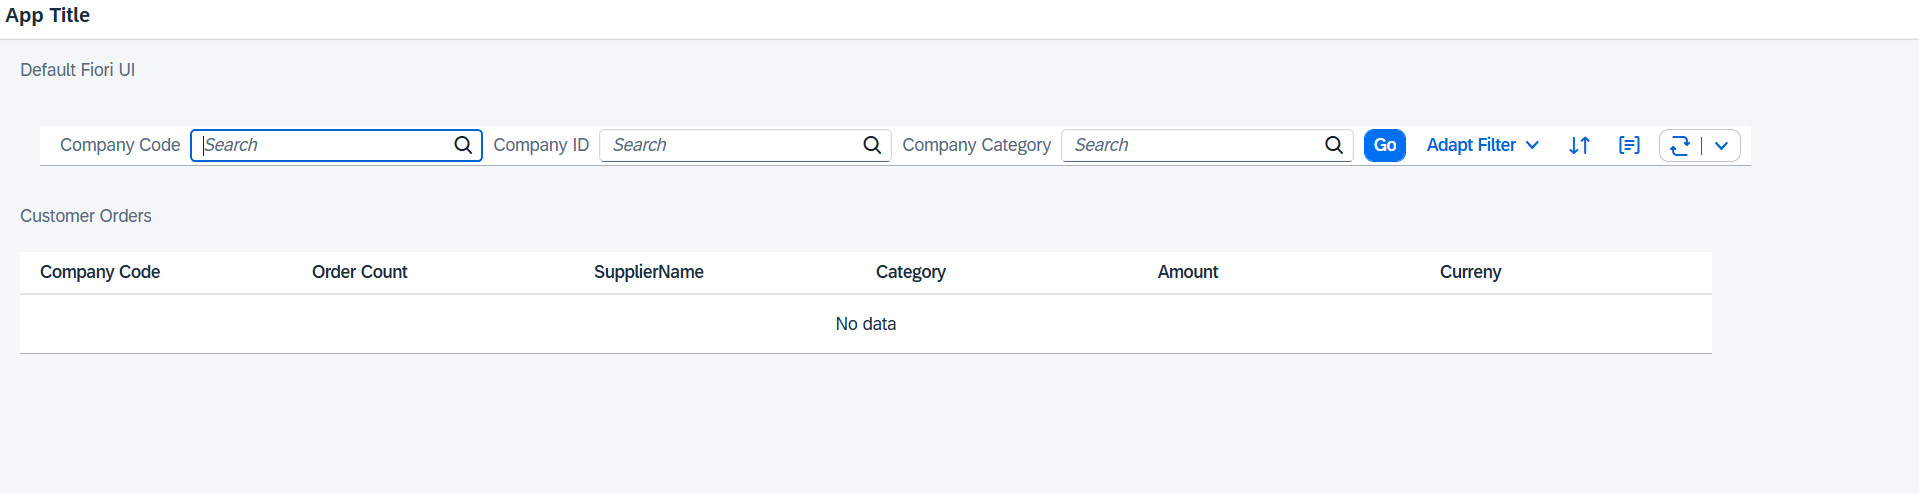 App Title
Default Fiori UI
Company Code Search Company ID Search Company Category Search Go Adapt Filter
Customer Orders
Company Code Order Count SupplierName Category Amount Curreny
No data